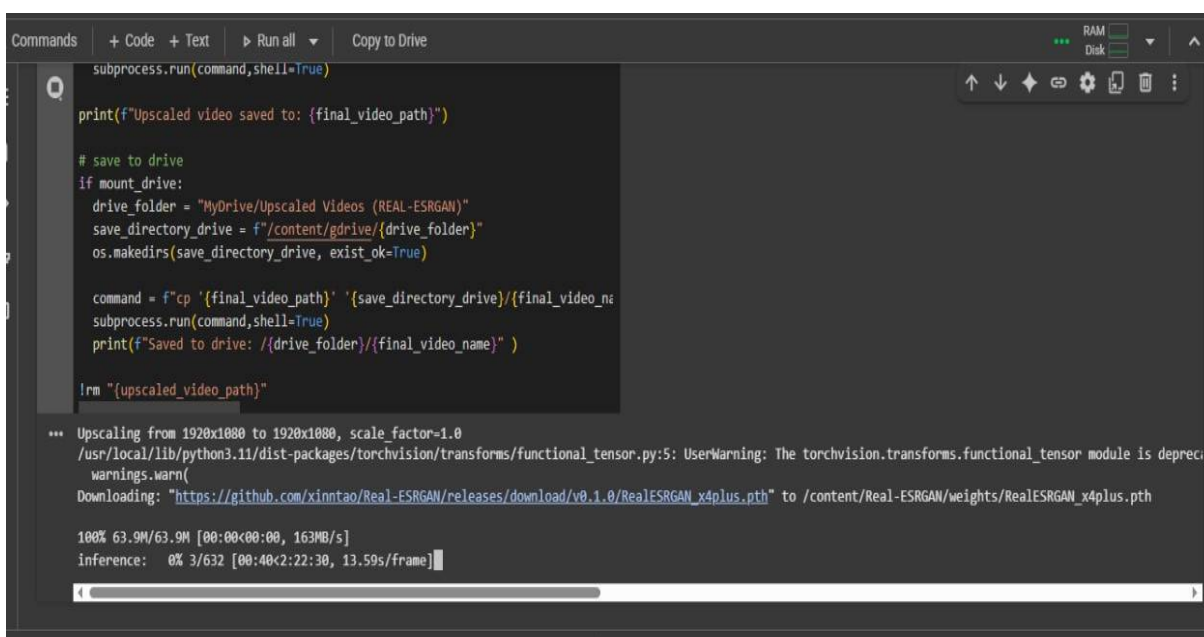 Commands + Code + Text Run all Copy to Drive RAM
Disk
subprocess.run(command,shell=True)
print(f"Upscaled video saved to: {final_video_path}")
# save to drive
if mount_drive:
drive_folder = "MyDrive/Upscaled Videos (REAL-ESRGAN)"
save_directory_drive = f"/content/gdrive/{drive_folder}"
os.makedirs(save_directory_drive, exist_ok=True)
command = f"cp '{final_video_path}' '{save_directory_drive}/{final_video_na
subprocess.run(command,shell=True)
print(f"Saved to drive: /{drive_folder}/{final_video_name}" )
!rm "{upscaled_video_path}"
Upscaling from 1920x1080 to 1920x1080, scale_factor=1.0
/usr/local/lib/python3.11/dist-packages/torchvision/transforms/functional_tensor.py:5: UserWarning: The torchvision.transforms.functional_tensor module is depreca
warnings.warn(
Downloading: "https://github.com/xinntao/Real-ESRGAN/releases/download/v0.1.0/RealESRGAN_x4plus.pth" to /content/Real-ESRGAN/weights/RealESRGAN_x4plus.pth
100% 63.9M/63.9M [00:00<00:00, 163MB/s]
inference: 0% 3/632 [00:40<2:22:30, 13.59s/frame]